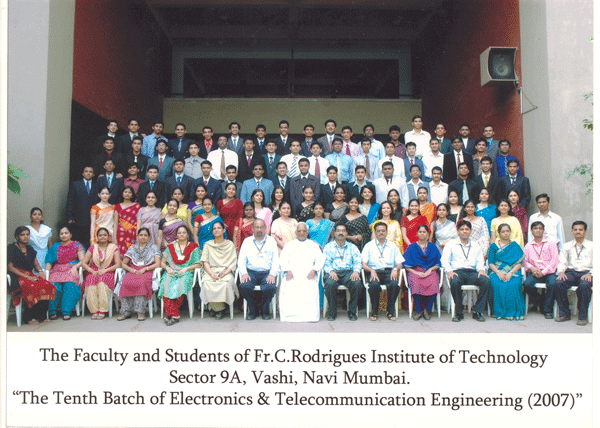 The Faculty and Students of Fr.C.Rodrigues Institute of Technology
Sector 9A, Vashi, Navi Mumbai.
“The Tenth Batch of Electronics & Telecommunication Engineering (2007)”